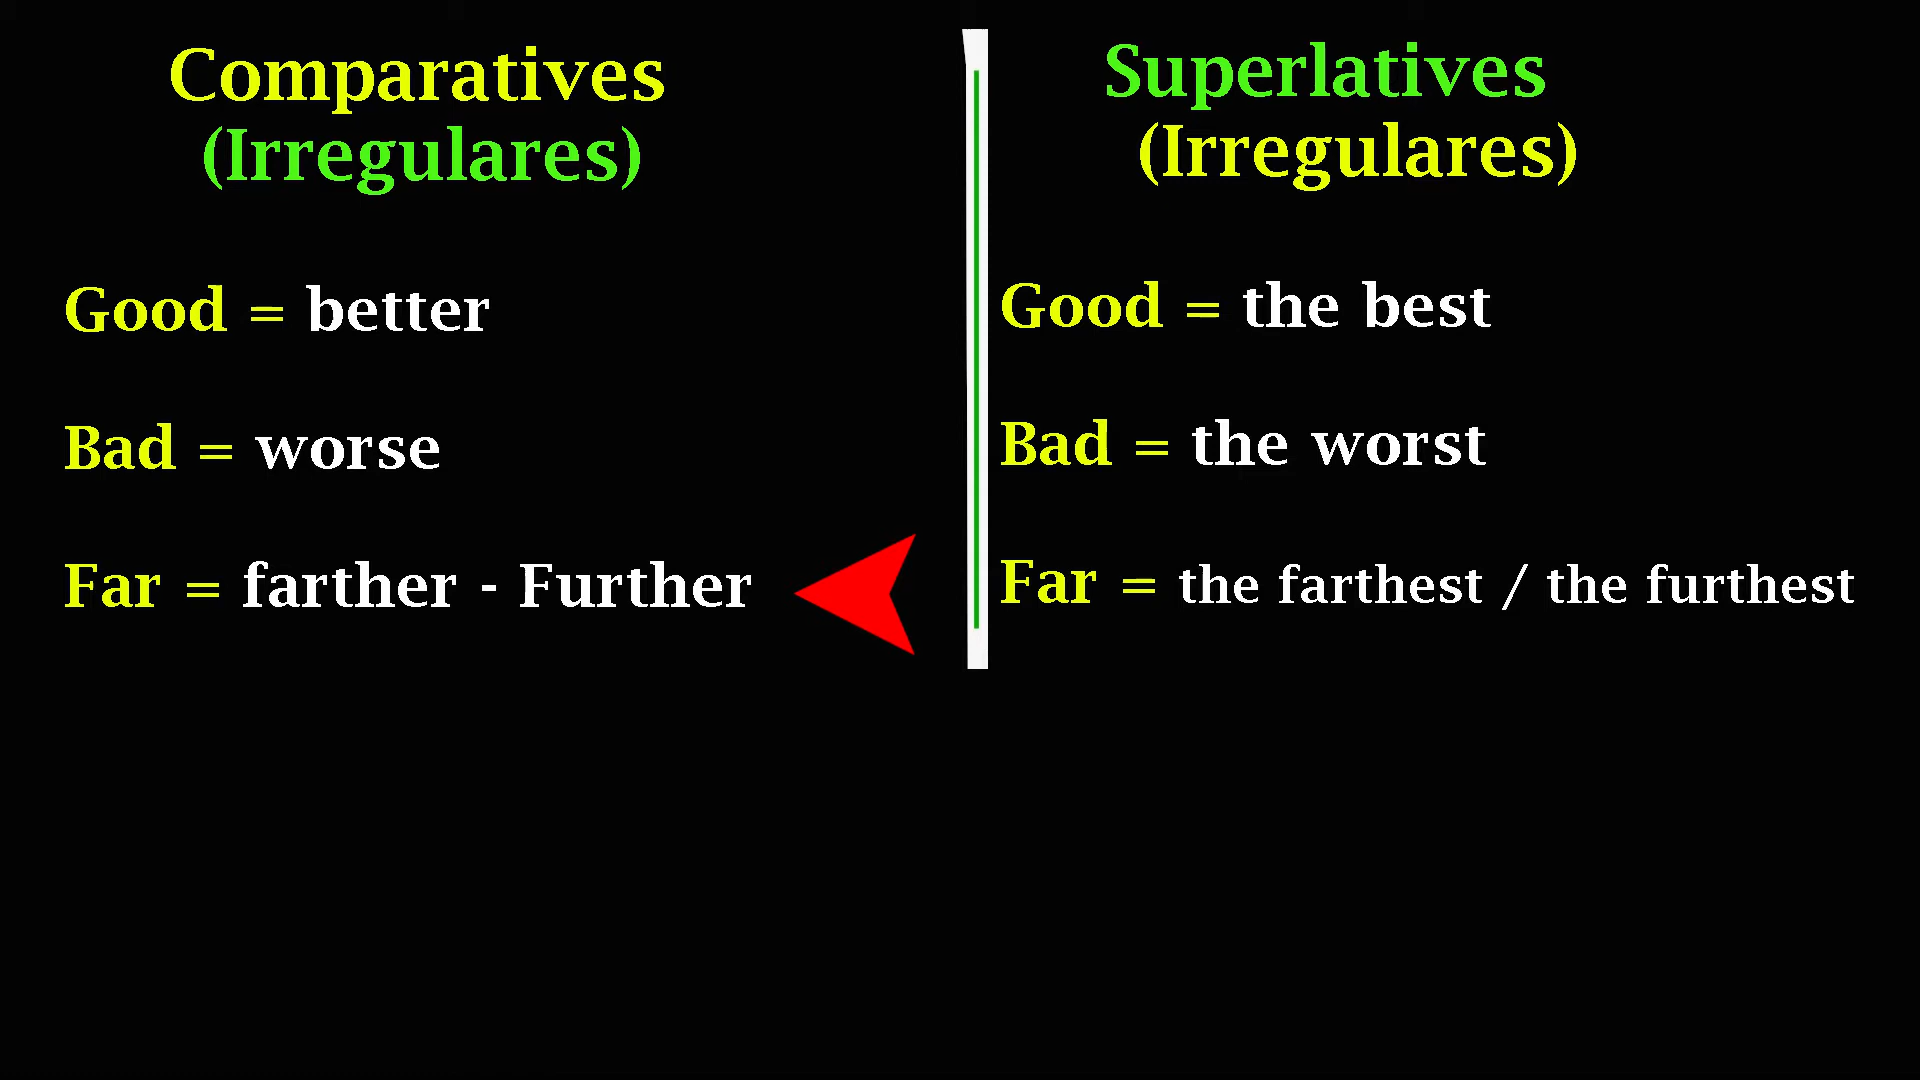 Comparatives
(Irregulares)
Good = better
Bad = worse
Far = farther - Further
Superlatives
(Irregulares)
Good = the best
Bad = the worst
Far = the farthest / the furthest